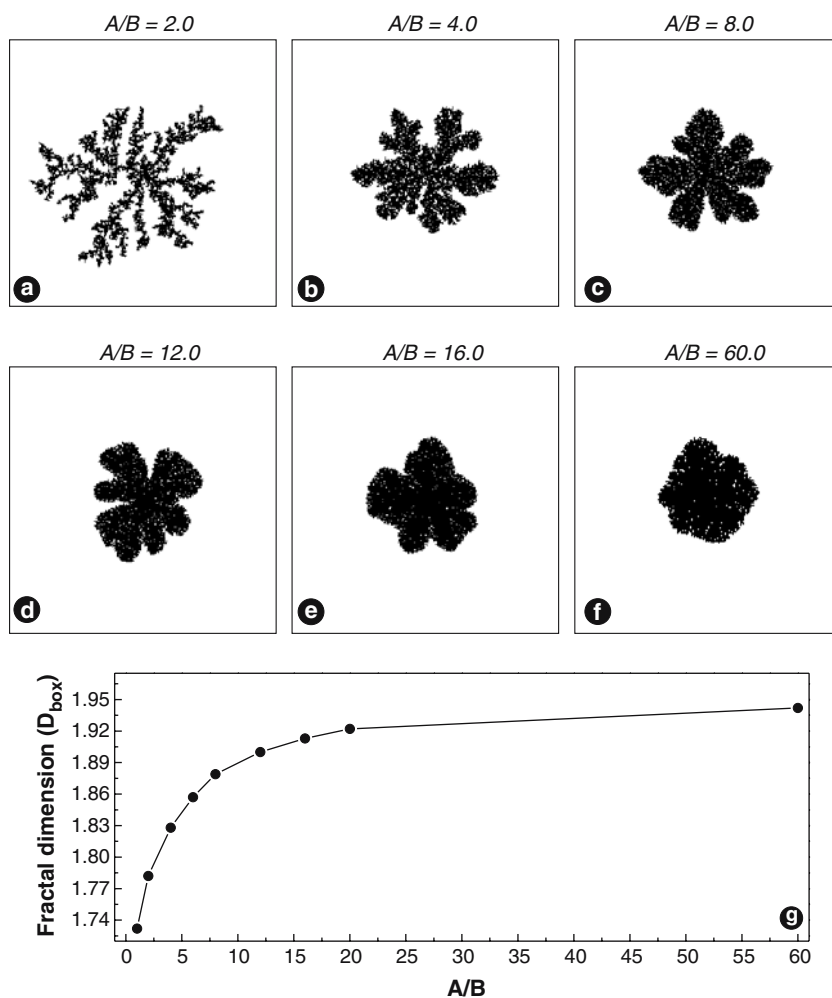 A/B = 2.0
A/B = 4.0
A/B = 8.0
a
b
c
A/B = 12.0
A/B = 16.0
A/B = 60.0
d
e
f
Fractal dimension (Dbox)
1.95
1.92
1.89
1.86
1.83
1.80
1.77
1.74
g
0 5 10 15 20 25 30 35 40 45 50 55 60
A/B